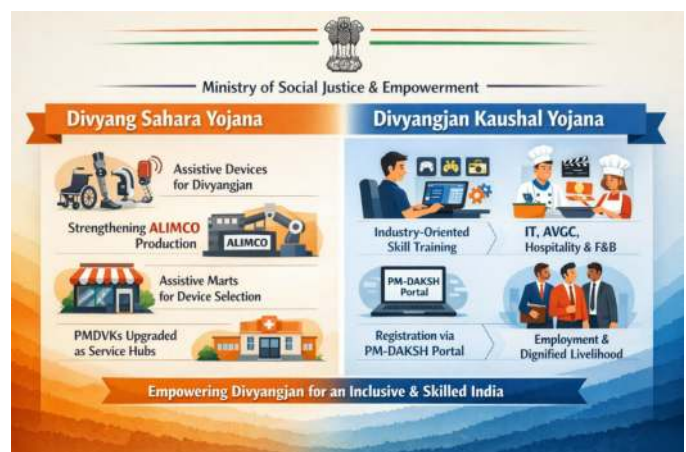 Ministry of Social Justice & Empowerment
Divyang Sahara Yojana
Assistive Devices
for Divyangjan
Strengthening ALIMCO
Production
ALIMCO
Assistive Marts
for Device Selection
PMDVKs Upgraded
as Service Hubs
Divyangjan Kaushal Yojana
Industry-Oriented
Skill Training
IT, AVGC,
Hospitality & F&B
PM-DAKSH
Portal
Registration via
PM-DAKSH Portal
Employment &
Dignified Livelihood
Empowering Divyangjan for an Inclusive & Skilled India